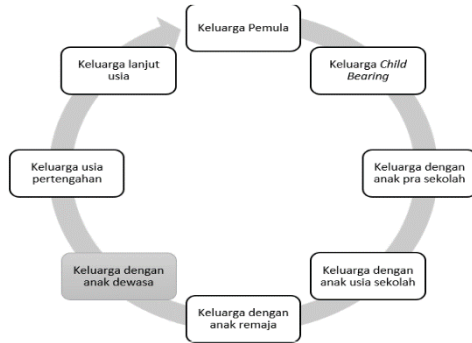 Keluarga Pemula
Keluarga Child
Bearing
Keluarga dengan
anak pra sekolah
Keluarga dengan
anak usia sekolah
Keluarga dengan
anak remaja
Keluarga dengan
anak dewasa
Keluarga usia
pertengahan
Keluarga lanjut
usia